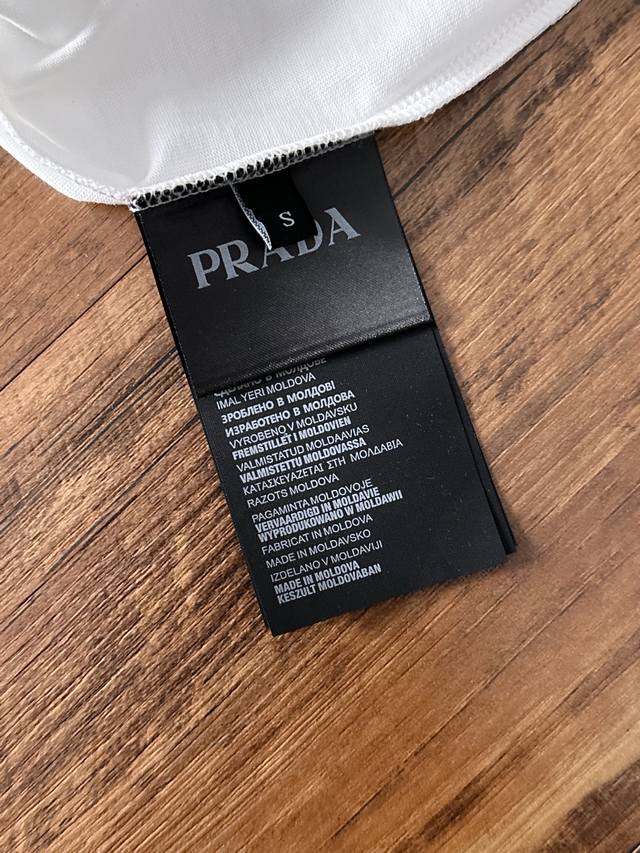 S
PRADA
СДЕЛАНО В МОЛДОВЕ
IMAL YERI MOLDOVA
ЗРОБЛЕНО В МОЛДОВІ
ИЗРАБОТЕНО В МОЛДОВА
VYROBENO V MOLDAVSKU
FREMSTILLET I MOLDOVIEN
VALMISTATUD MOLDAAVIAS
VALMISTETTU MOLDOVASSA
ΚΑΤΑΣΚΕΥΑΖΕΤΑΙ ΣΤΗ ΜΟΛΔΑΒΙΑ
RAZOTS MOLDOVA
PAGAMINTA MOLDOVOJE
VERVAARDIGD IN MOLDAVIE
WYPRODUKOWANO W MOLDAWII
FABRICAT IN MOLDOVA
MADE IN MOLDAVSKO
IZDELANO V MOLDAVIJI
MADE IN MOLDOVA
KESZULT MOLDOVABAN